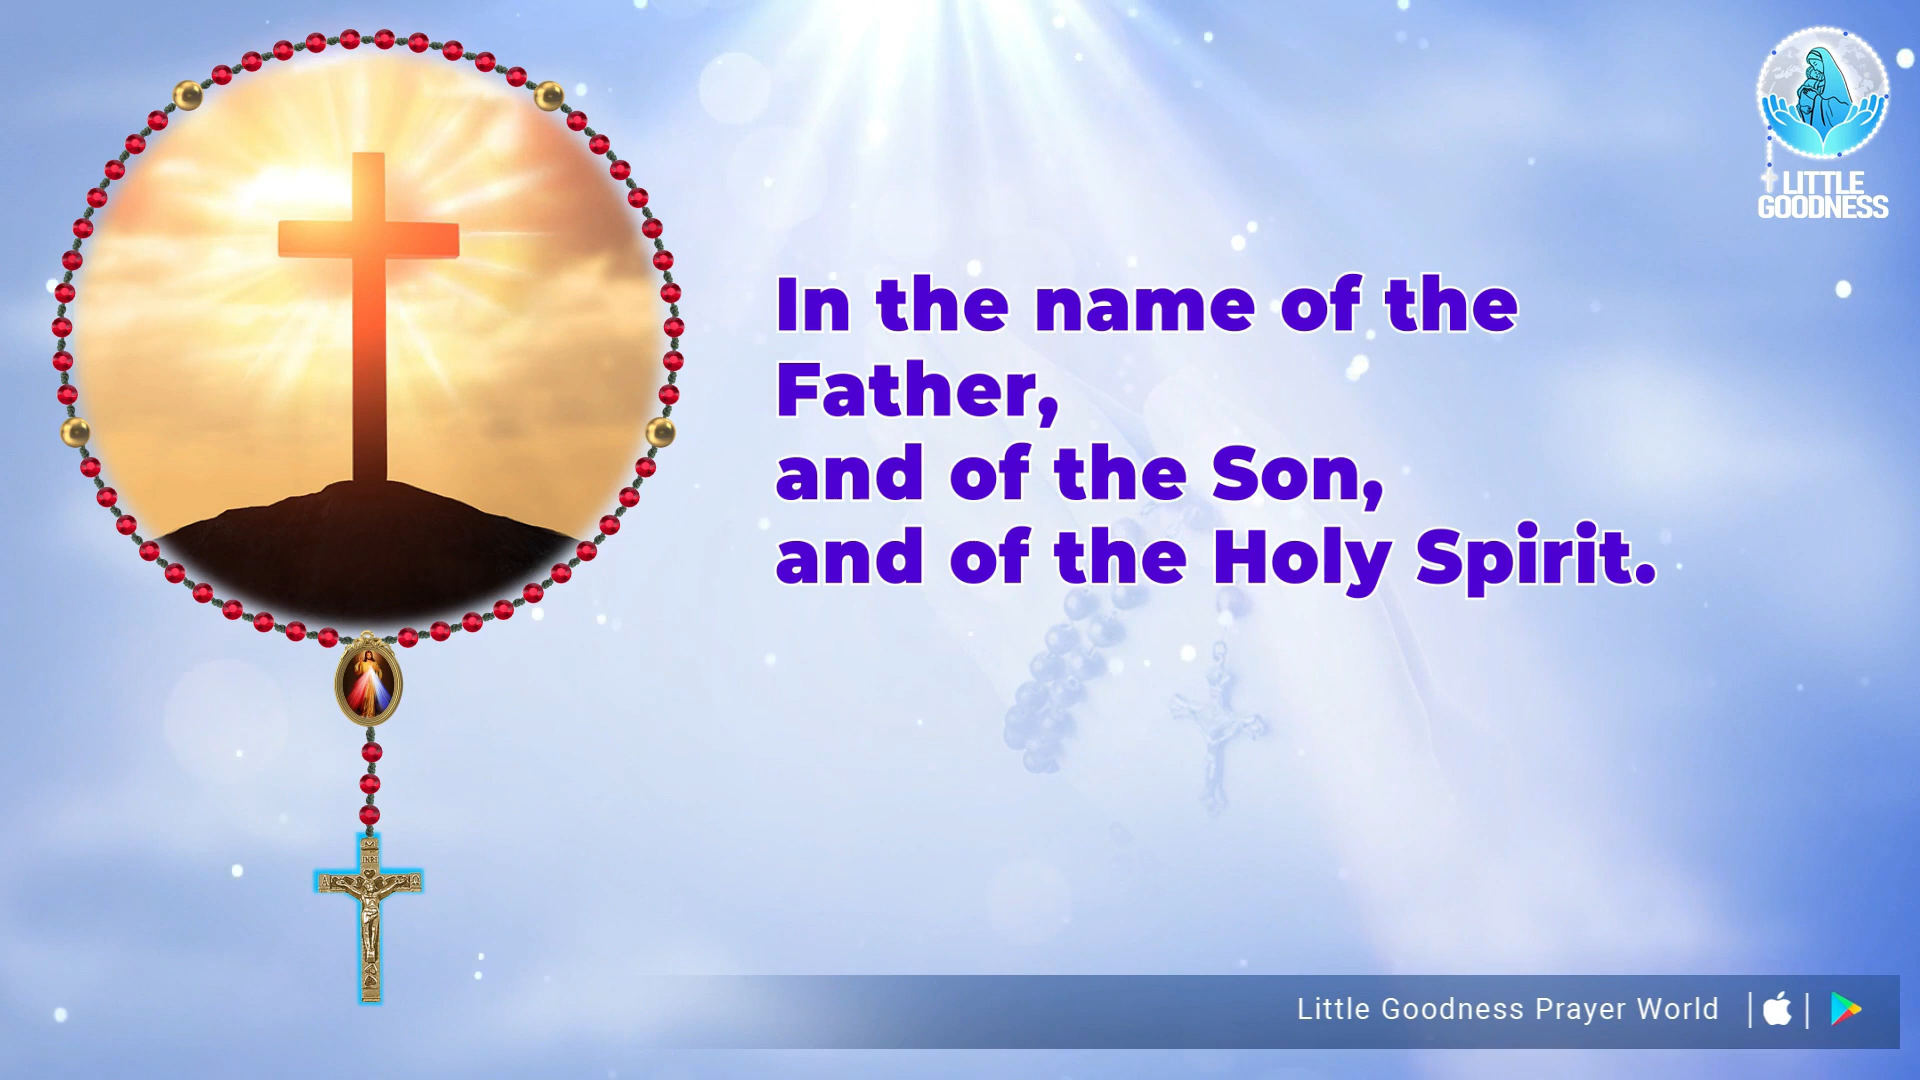 LITTLE
GOODNESS
In the name of the
Father,
and of the Son,
and of the Holy Spirit.
INRI
Little Goodness Prayer World